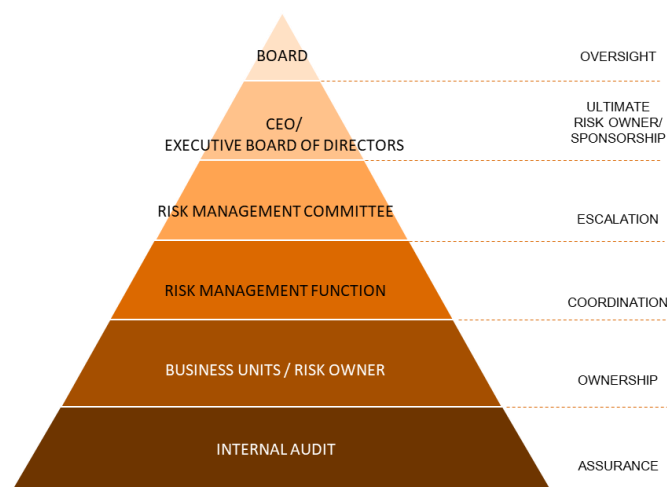 BOARD
OVERSIGHT
CEO/
EXECUTIVE BOARD OF DIRECTORS
ULTIMATE
RISK OWNER/
SPONSORSHIP
RISK MANAGEMENT COMMITTEE
ESCALATION
RISK MANAGEMENT FUNCTION
COORDINATION
BUSINESS UNITS / RISK OWNER
OWNERSHIP
INTERNAL AUDIT
ASSURANCE